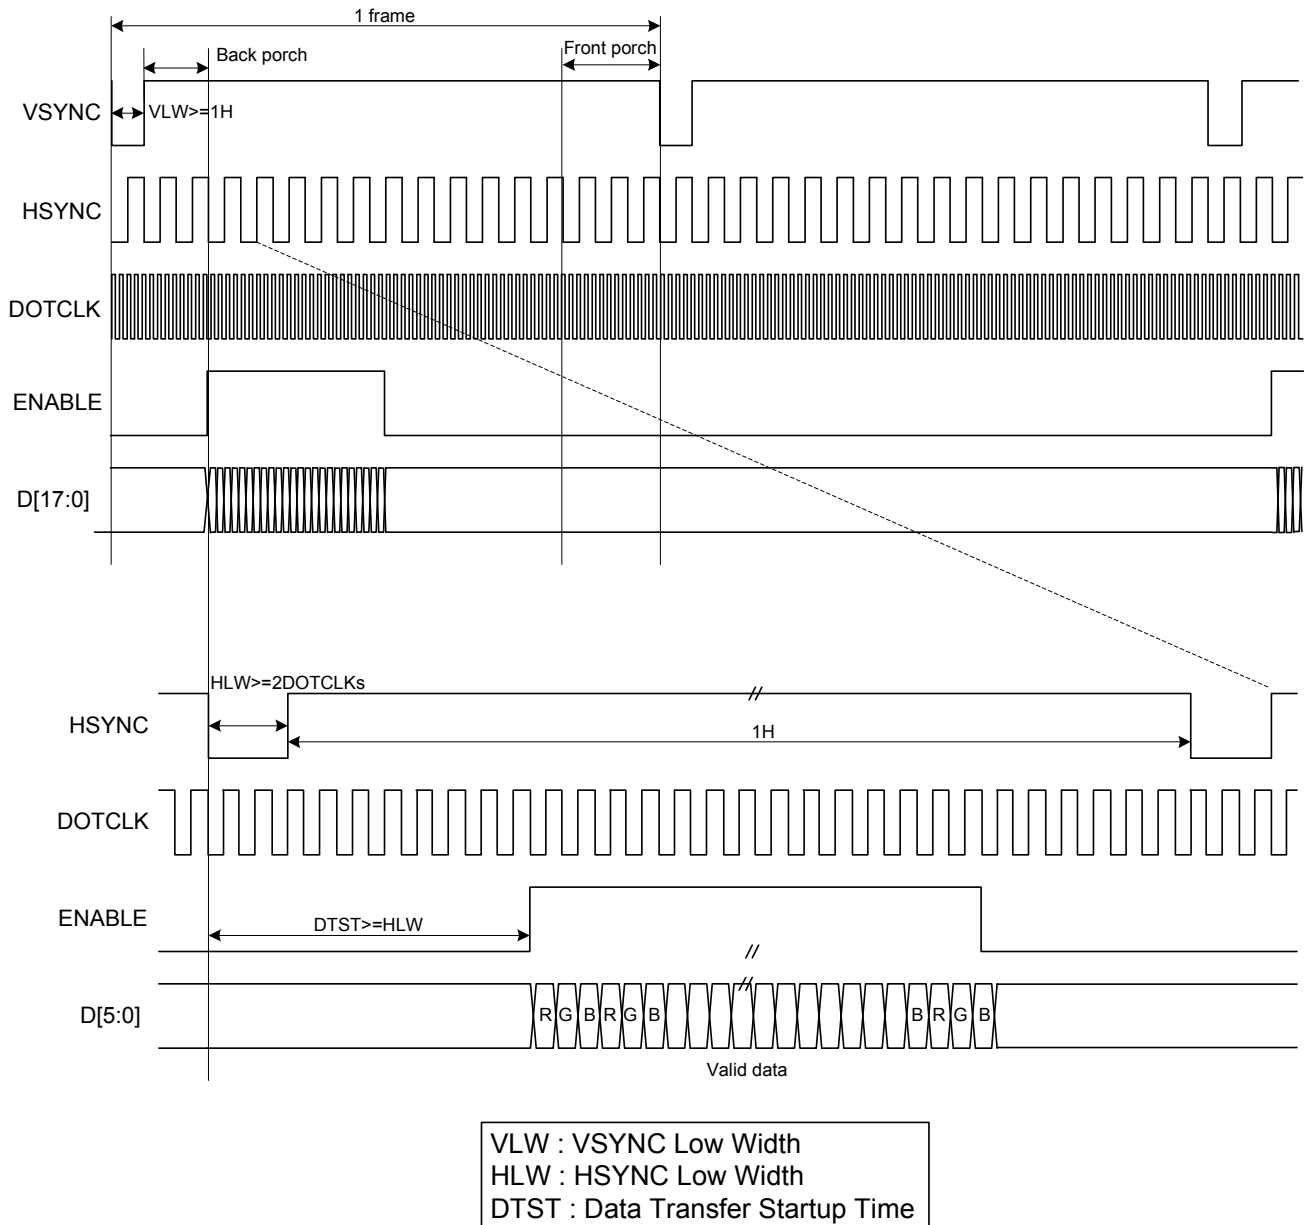 1 frame
Back porch
Front porch
VSYNC
VLW>=1H
HSYNC
DOTCLK
ENABLE
D[17:0]
HLW>=2DOTCLKs
HSYNC
1H
DOTCLK
ENABLE
DTST>=HLW
D[5:0]
R G B R G B B R G B
Valid data
VLW : VSYNC Low Width
HLW : HSYNC Low Width
DTST : Data Transfer Startup Time